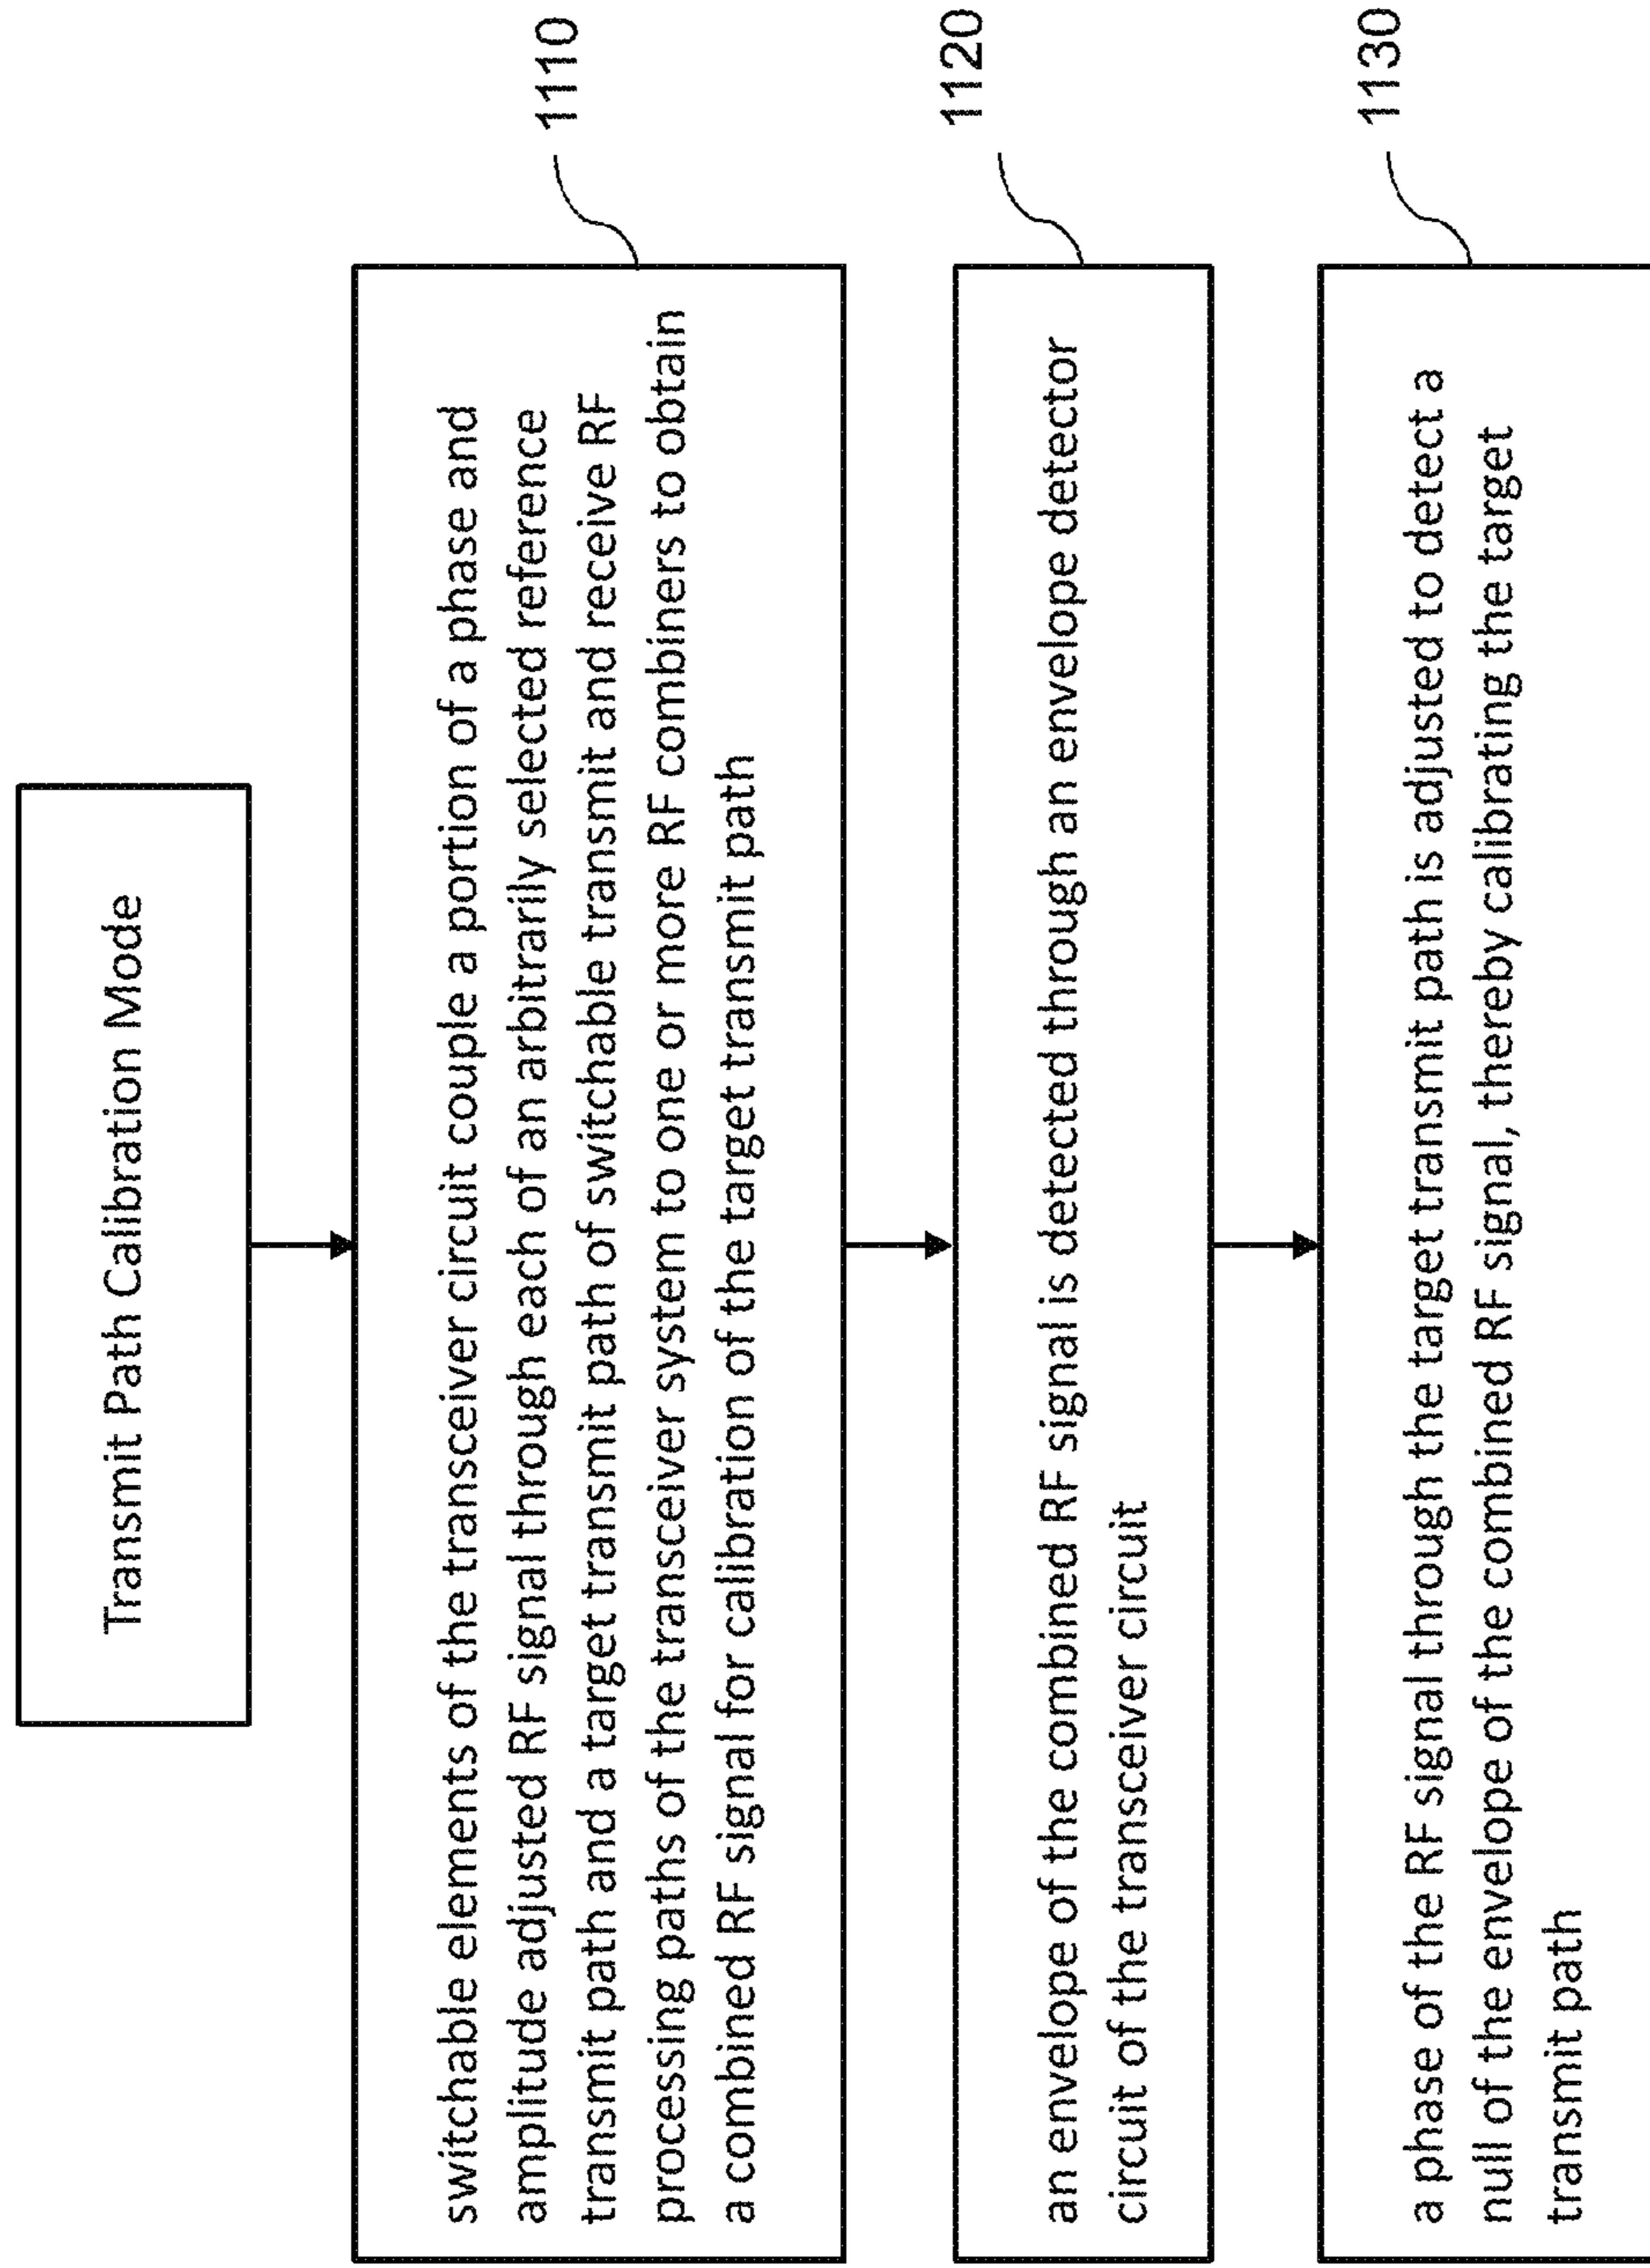 Transmit Path Calibration Mode
switchable elements of the transceiver circuit couple a portion of a phase and
amplitude adjusted RF signal through each of an arbitrarily selected reference
transmit path and a target transmit path of switchable transmit and receive RF
processing paths of the transceiver system to one or more RF combiners to obtain
a combined RF signal for calibration of the target transmit path
1110
an envelope of the combined RF signal is detected through an envelope detector
circuit of the transceiver circuit
1120
a phase of the RF signal through the target transmit path is adjusted to detect a
null of the envelope of the combined RF signal, thereby calibrating the target
transmit path
1130